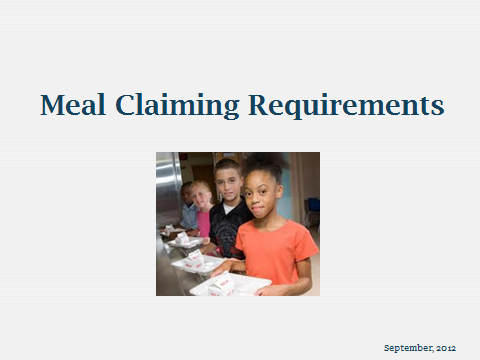 Meal Claiming Requirements
September, 2012